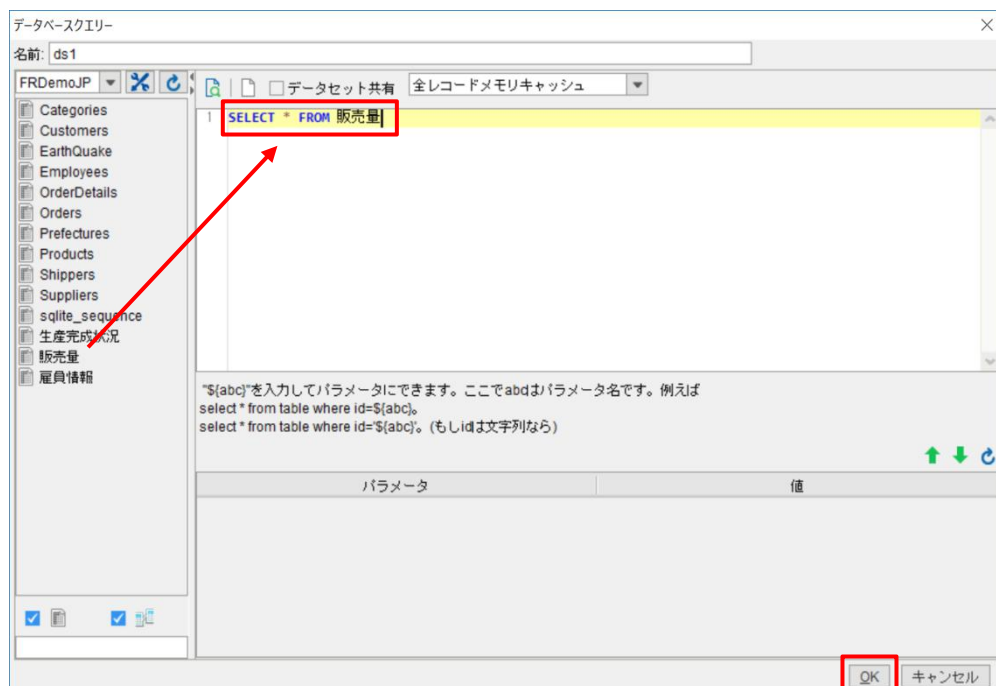 データベースクエリー
名前: ds1
FRDemoJP
データセット共有 全レコードメモリキャッシュ
Categories
Customers
EarthQuake
Employees
OrderDetails
Orders
Prefectures
Products
Shippers
Suppliers
sqlite_sequence
生産完成状況
販売量
雇員情報
1 SELECT * FROM 販売量
"${abc}"を入力してパラメータにできます。ここでabdはパラメータ名です。例えば
select * from table where id=${abc}。
select * from table where id='${abc}'。(もしidは文字列なら)
パラメータ 値
OK キャンセル